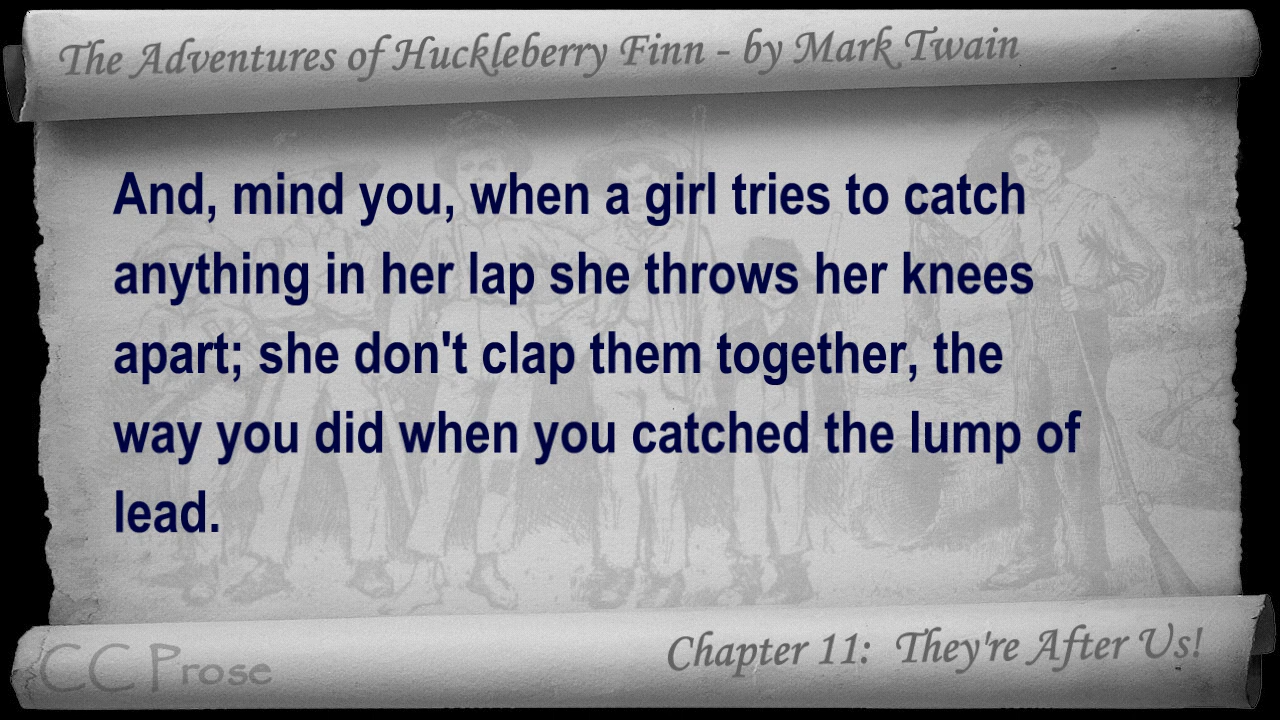 The Adventures of Huckleberry Finn - by Mark Twain
And, mind you, when a girl tries to catch
anything in her lap she throws her knees
apart; she don't clap them together, the
way you did when you catched the lump of
lead.
CC Prose
Chapter 11:  They're After Us!